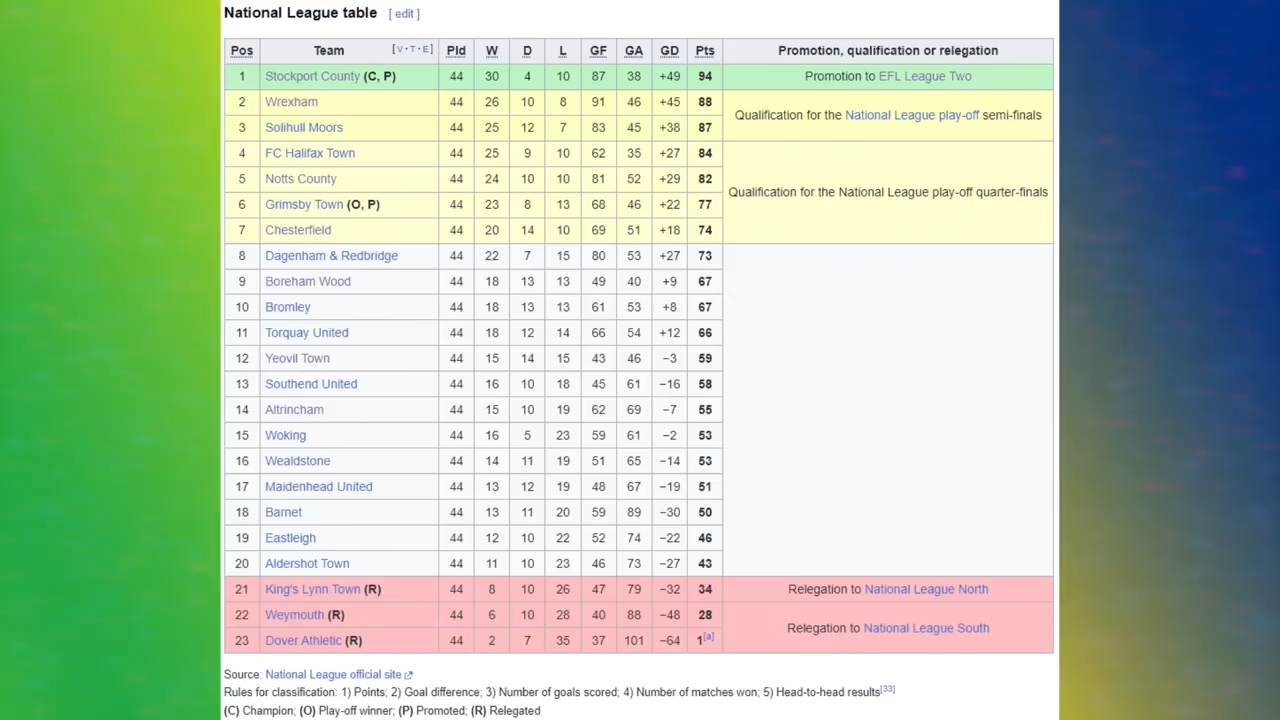 National League table [ edit ]
Pos Team [V·T·E] Pld W D L GF GA GD Pts Promotion, qualification or relegation
1 Stockport County (C, P) 44 30 4 10 87 38 +49 94 Promotion to EFL League Two
2 Wrexham 44 26 10 8 91 46 +45 88
Qualification for the National League play-off semi-finals
3 Solihull Moors 44 25 12 7 83 45 +38 87
4 FC Halifax Town 44 25 9 10 62 35 +27 84
5 Notts County 44 24 10 10 81 52 +29 82
Qualification for the National League play-off quarter-finals
6 Grimsby Town (O, P) 44 23 8 13 68 46 +22 77
7 Chesterfield 44 20 14 10 69 51 +18 74
8 Dagenham & Redbridge 44 22 7 15 80 53 +27 73
9 Boreham Wood 44 18 13 13 49 40 +9 67
10 Bromley 44 18 13 13 61 53 +8 67
11 Torquay United 44 18 12 14 66 54 +12 66
12 Yeovil Town 44 15 14 15 43 46 −3 59
13 Southend United 44 16 10 18 45 61 −16 58
14 Altrincham 44 15 10 19 62 69 −7 55
15 Woking 44 16 5 23 59 61 −2 53
16 Wealdstone 44 14 11 19 51 65 −14 53
17 Maidenhead United 44 13 12 19 48 67 −19 51
18 Barnet 44 13 11 20 59 89 −30 50
19 Eastleigh 44 12 10 22 52 74 −22 46
20 Aldershot Town 44 11 10 23 46 73 −27 43
21 King's Lynn Town (R) 44 8 10 26 47 79 −32 34 Relegation to National League North
22 Weymouth (R) 44 6 10 28 40 88 −48 28
Relegation to National League South
23 Dover Athletic (R) 44 2 7 35 37 101 −64 1[a]
Source: National League official site
Rules for classification: 1) Points; 2) Goal difference; 3) Number of goals scored; 4) Number of matches won; 5) Head-to-head results[33]
(C) Champion; (O) Play-off winner; (P) Promoted; (R) Relegated